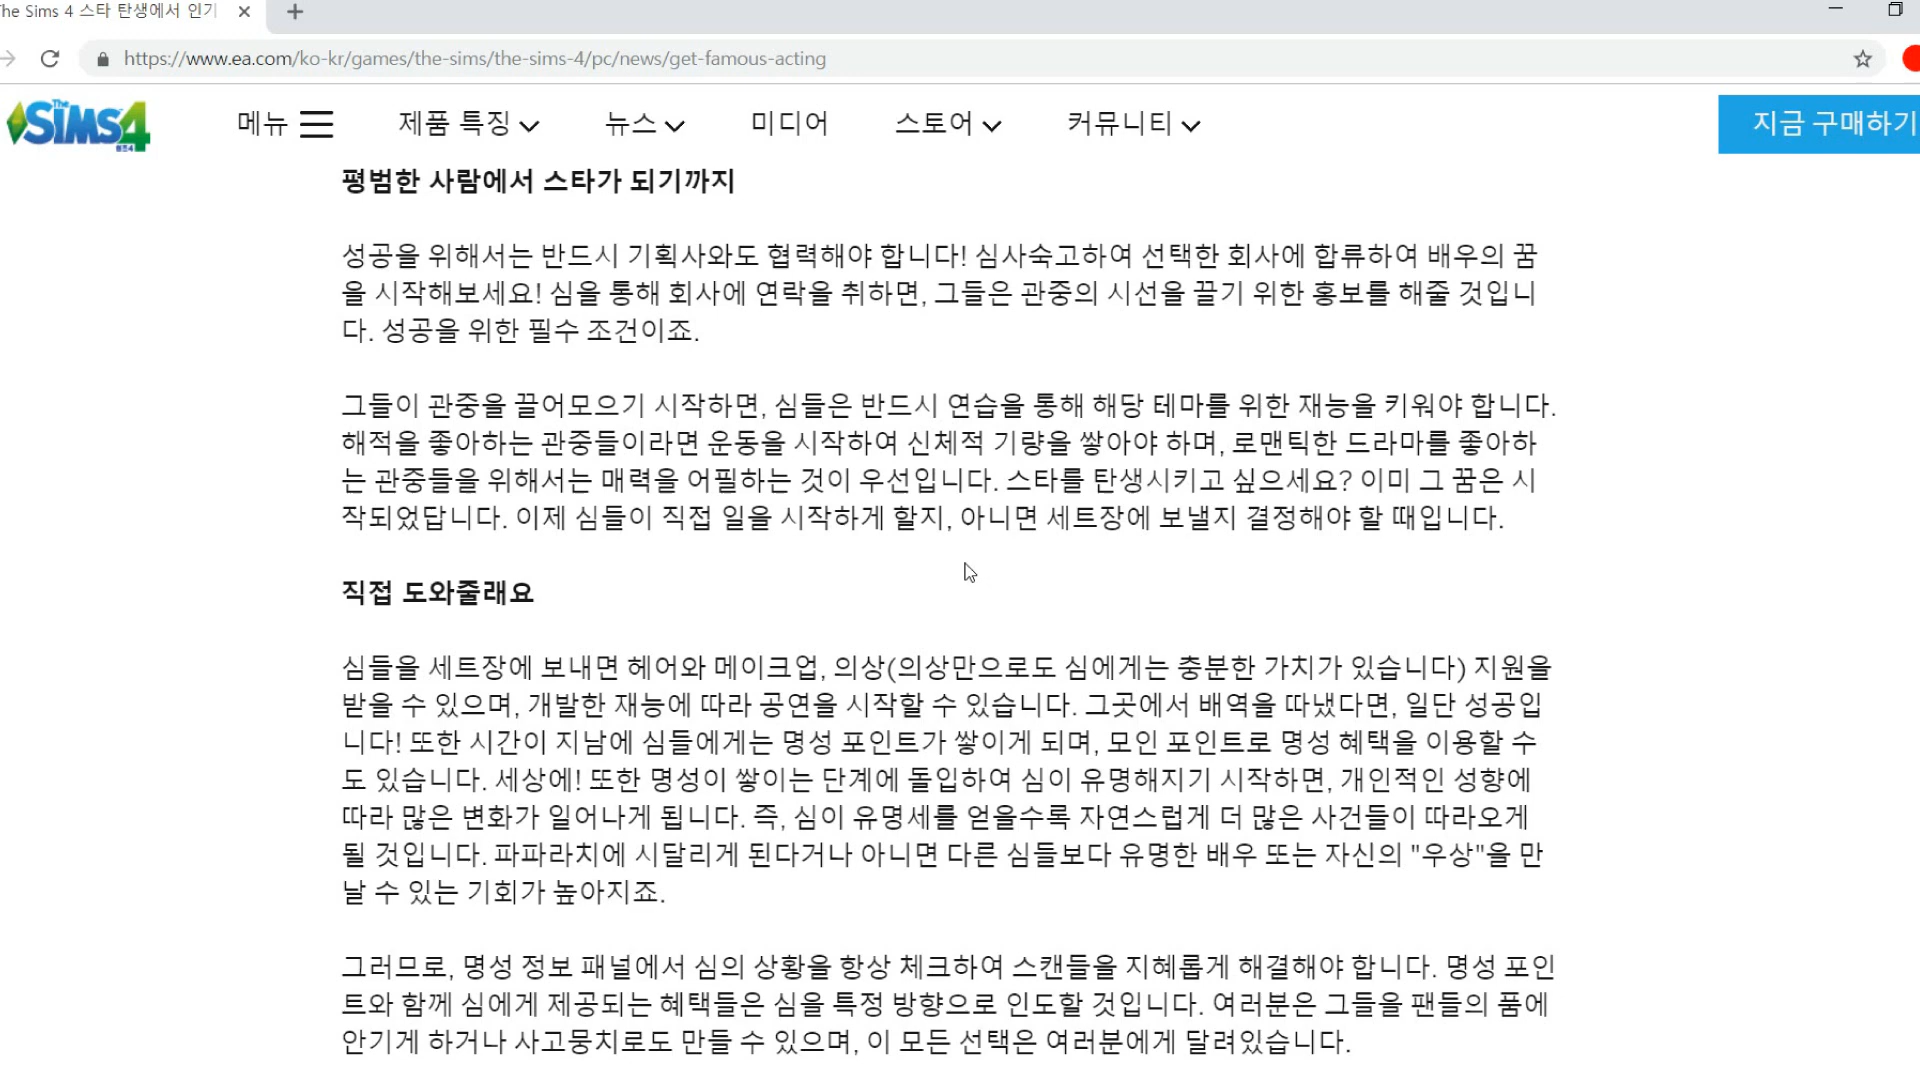 The Sims 4 스타 탄생에서 인기
https://www.ea.com/ko-kr/games/the-sims/the-sims-4/pc/news/get-famous-acting
The SIMS 4
메뉴 제품 특징 뉴스 미디어 스토어 커뮤니티 지금 구매하기
평범한 사람에서 스타가 되기까지
성공을 위해서는 반드시 기획사와도 협력해야 합니다! 심사숙고하여 선택한 회사에 합류하여 배우의 꿈
을 시작해보세요! 심을 통해 회사에 연락을 취하면, 그들은 관중의 시선을 끌기 위한 홍보를 해줄 것입니
다. 성공을 위한 필수 조건이죠.
그들이 관중을 끌어모으기 시작하면, 심들은 반드시 연습을 통해 해당 테마를 위한 재능을 키워야 합니다.
해적을 좋아하는 관중들이라면 운동을 시작하여 신체적 기량을 쌓아야 하며, 로맨틱한 드라마를 좋아하
는 관중들을 위해서는 매력을 어필하는 것이 우선입니다. 스타를 탄생시키고 싶으세요? 이미 그 꿈은 시
작되었답니다. 이제 심들이 직접 일을 시작하게 할지, 아니면 세트장에 보낼지 결정해야 할 때입니다.
직접 도와줄래요
심들을 세트장에 보내면 헤어와 메이크업, 의상(의상만으로도 심에게는 충분한 가치가 있습니다) 지원을
받을 수 있으며, 개발한 재능에 따라 공연을 시작할 수 있습니다. 그곳에서 배역을 따냈다면, 일단 성공입
니다! 또한 시간이 지남에 심들에게는 명성 포인트가 쌓이게 되며, 모인 포인트로 명성 혜택을 이용할 수
도 있습니다. 세상에! 또한 명성이 쌓이는 단계에 돌입하여 심이 유명해지기 시작하면, 개인적인 성향에
따라 많은 변화가 일어나게 됩니다. 즉, 심이 유명세를 얻을수록 자연스럽게 더 많은 사건들이 따라오게
될 것입니다. 파파라치에 시달리게 된다거나 아니면 다른 심들보다 유명한 배우 또는 자신의 "우상"을 만
날 수 있는 기회가 높아지죠.
그러므로, 명성 정보 패널에서 심의 상황을 항상 체크하여 스캔들을 지혜롭게 해결해야 합니다. 명성 포인
트와 함께 심에게 제공되는 혜택들은 심을 특정 방향으로 인도할 것입니다. 여러분은 그들을 팬들의 품에
안기게 하거나 사고뭉치로도 만들 수 있으며, 이 모든 선택은 여러분에게 달려있습니다.